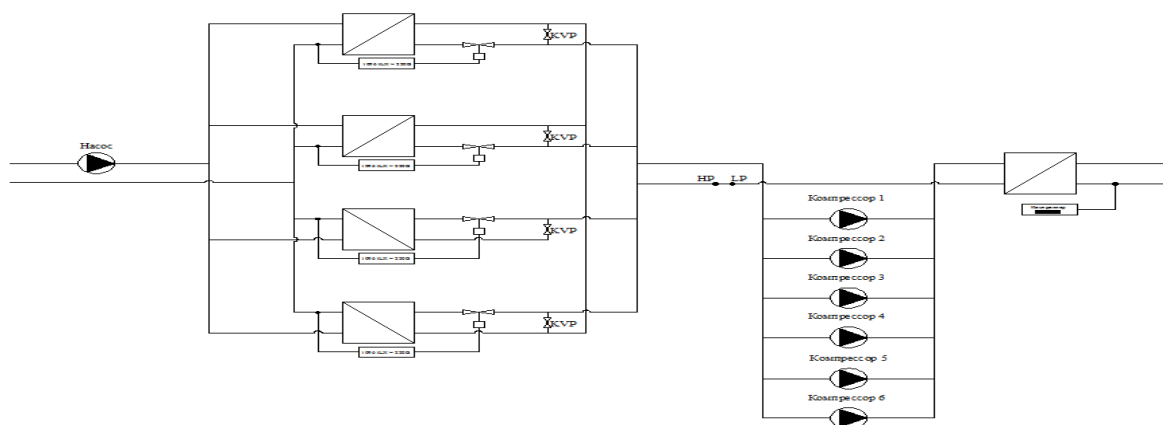 KVP
Насос
KVP
HP LP
Компрессор 1
KVP
Компрессор 2
Компрессор 3
KVP
Компрессор 4
Компрессор 5
Компрессор 6